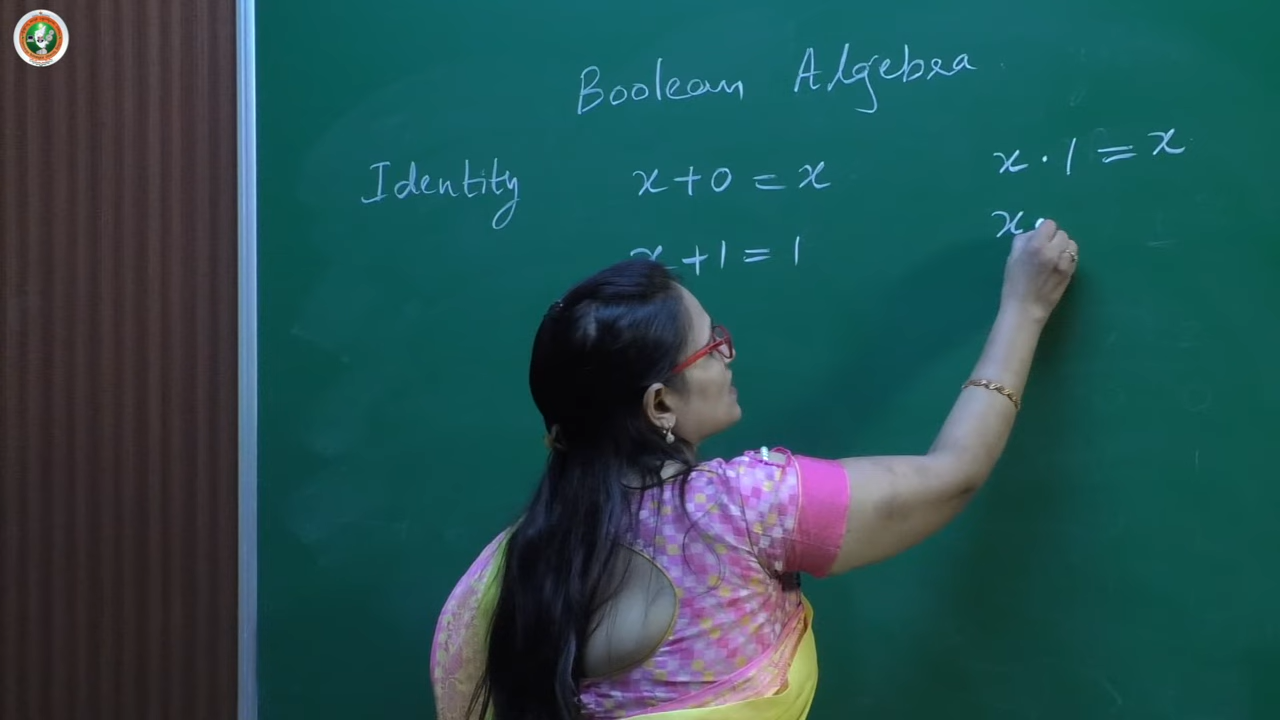 Boolean Algebra
Identity x + 0 = x x · 1 = x
x + 1 = 1 x ·